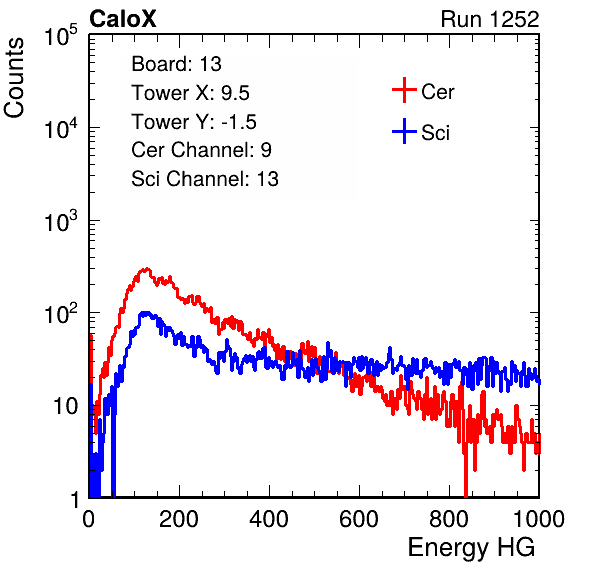 CaloX Run 1252
Counts
10^5
10^4
10^3
10^2
10
1
Board: 13
Tower X: 9.5
Tower Y: -1.5
Cer Channel: 9
Sci Channel: 13
Cer
Sci
0 200 400 600 800 1000
Energy HG